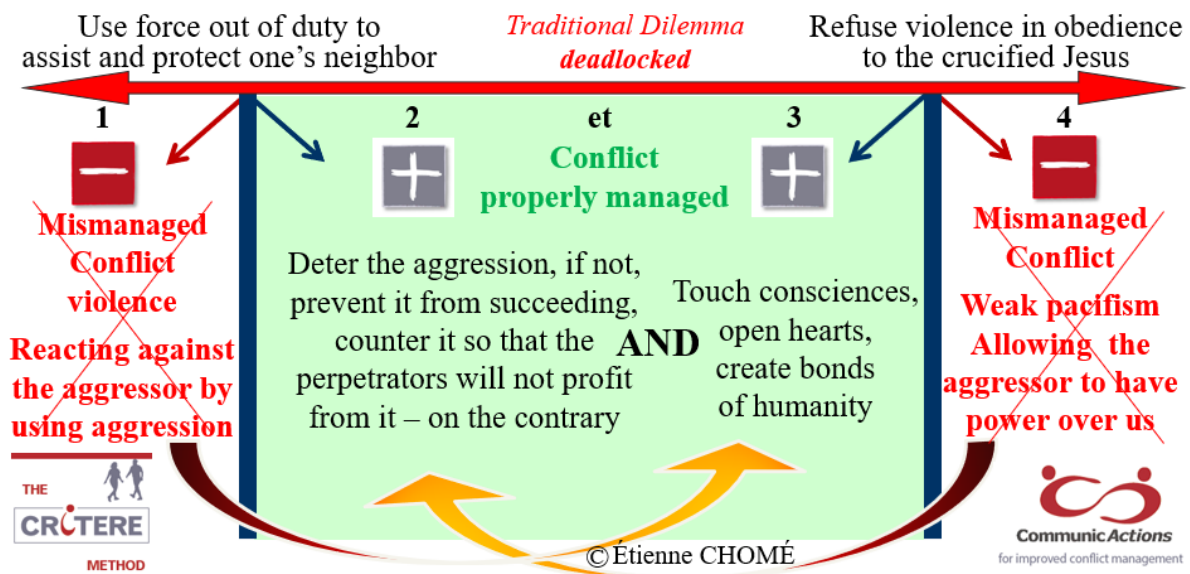 Use force out of duty to
assist and protect one's neighbor
Traditional Dilemma
deadlocked
Refuse violence in obedience
to the crucified Jesus
1
2
et
3
4
Conflict
properly managed
Mismanaged
Conflict
violence
Reacting against
the aggressor by
using aggression
Deter the aggression, if not,
prevent it from succeeding,
counter it so that the
perpetrators will not profit
from it – on the contrary
AND
Touch consciences,
open hearts,
create bonds
of humanity
Mismanaged
Conflict
Weak pacifism
Allowing the
aggressor to have
power over us
THE
CRITERE
METHOD
© Étienne CHOMÉ
CommunicActions
for improved conflict management